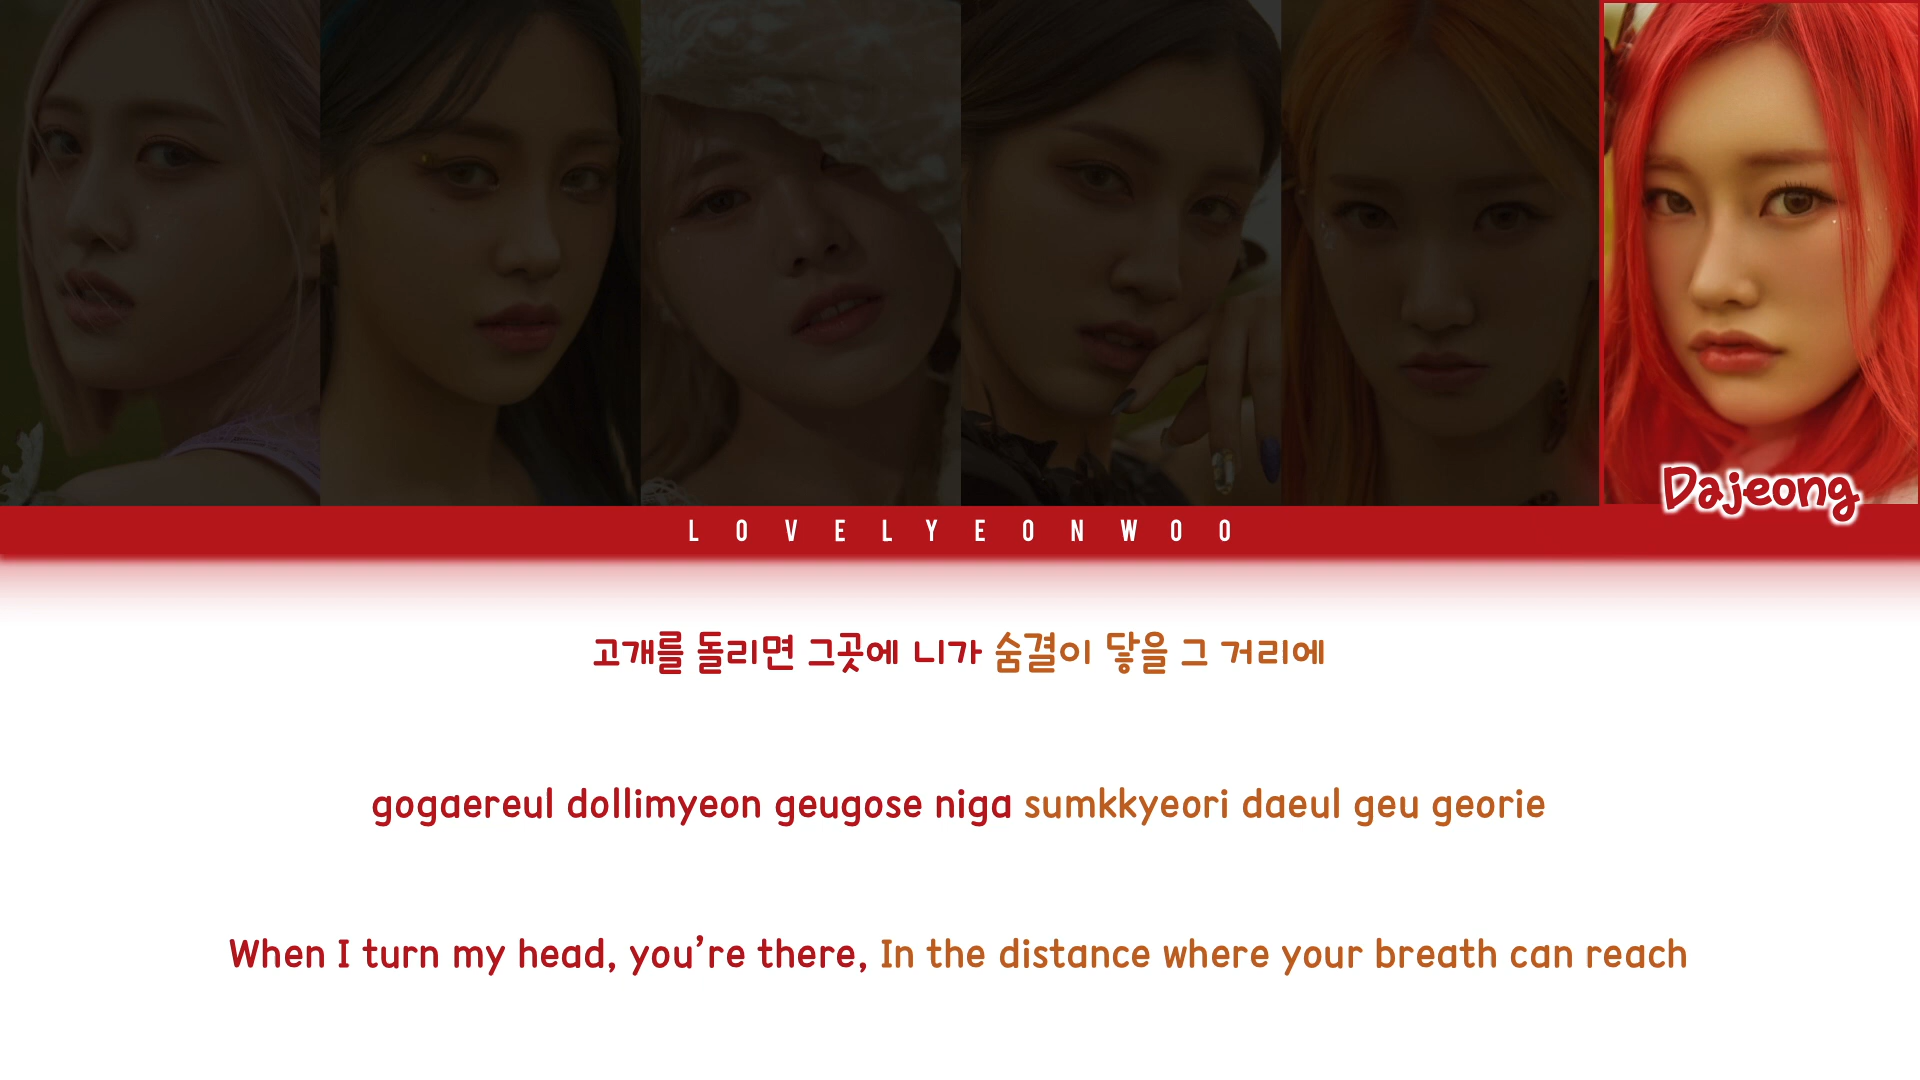 Dajeong
LOVELYEONWOO
고개를 돌리면 그곳에 니가 숨결이 닿을 그 거리에
gogaereul dollimyeon geugose niga sumkkyeori daeul geu georie
When I turn my head, you’re there, In the distance where your breath can reach